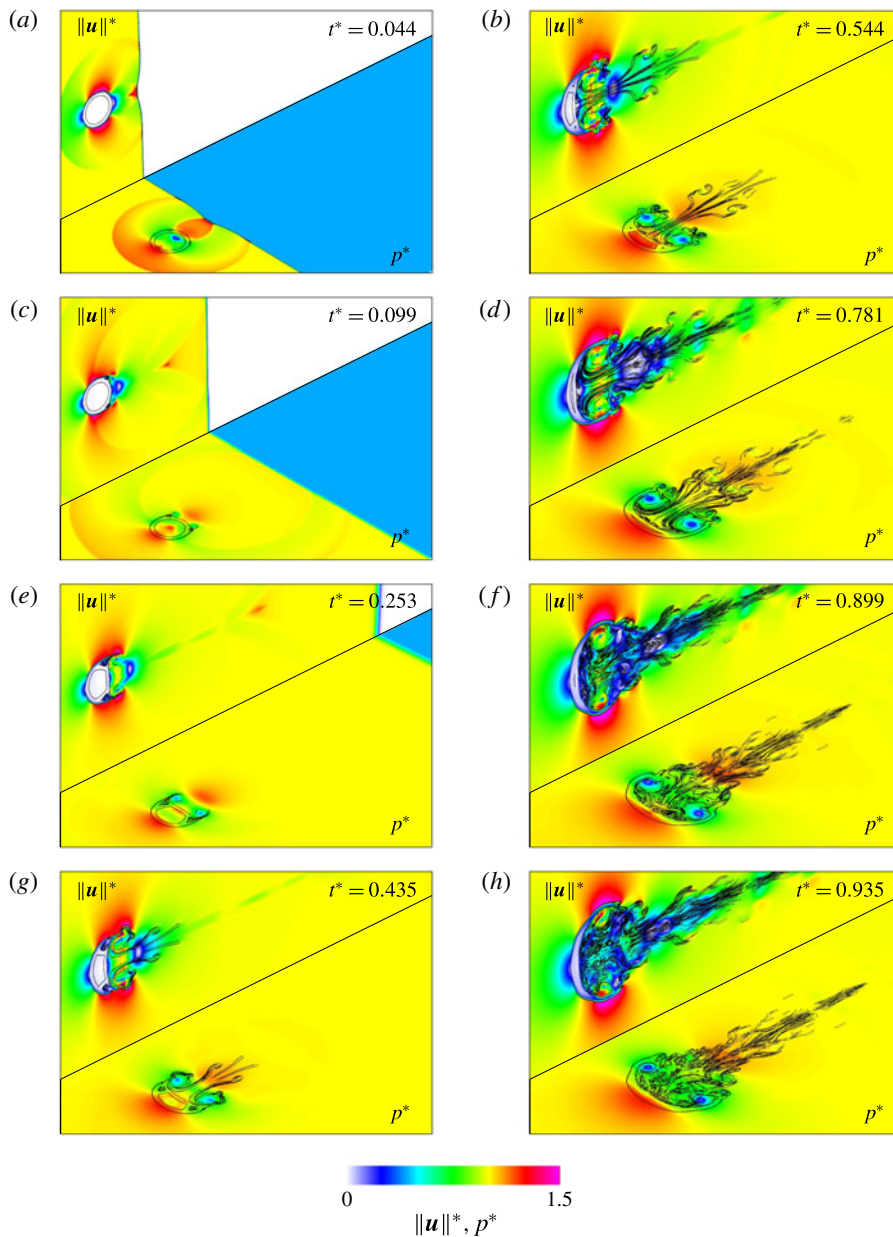 (a) ‖u‖* t* = 0.044
p*
(b) ‖u‖* t* = 0.544
p*
(c) ‖u‖* t* = 0.099
p*
(d) ‖u‖* t* = 0.781
p*
(e) ‖u‖* t* = 0.253
p*
(f) ‖u‖* t* = 0.899
p*
(g) ‖u‖* t* = 0.435
p*
(h) ‖u‖* t* = 0.935
p*
0 1.5
‖u‖*, p*